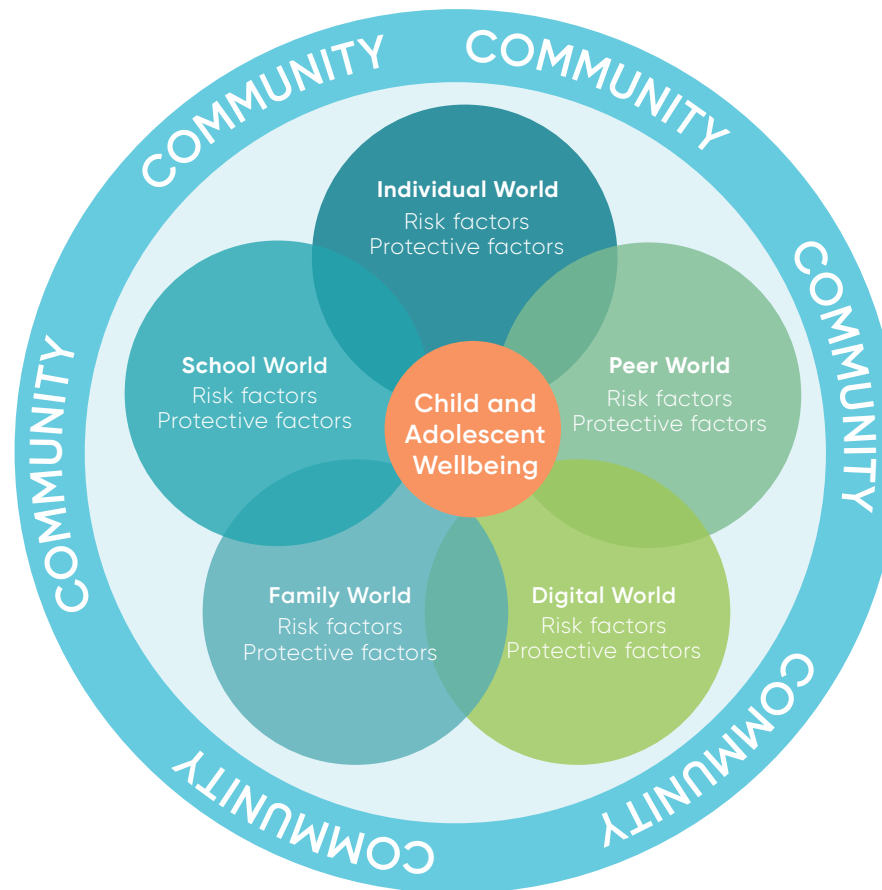 COMMUNITY
COMMUNITY
Individual World
Risk factors
Protective factors
School World
Risk factors
Protective factors
Peer World
Risk factors
Protective factors
Child and
Adolescent
Wellbeing
COMMUNITY
COMMUNITY
Family World
Risk factors
Protective factors
Digital World
Risk factors
Protective factors
COMMUNITY
COMMUNITY